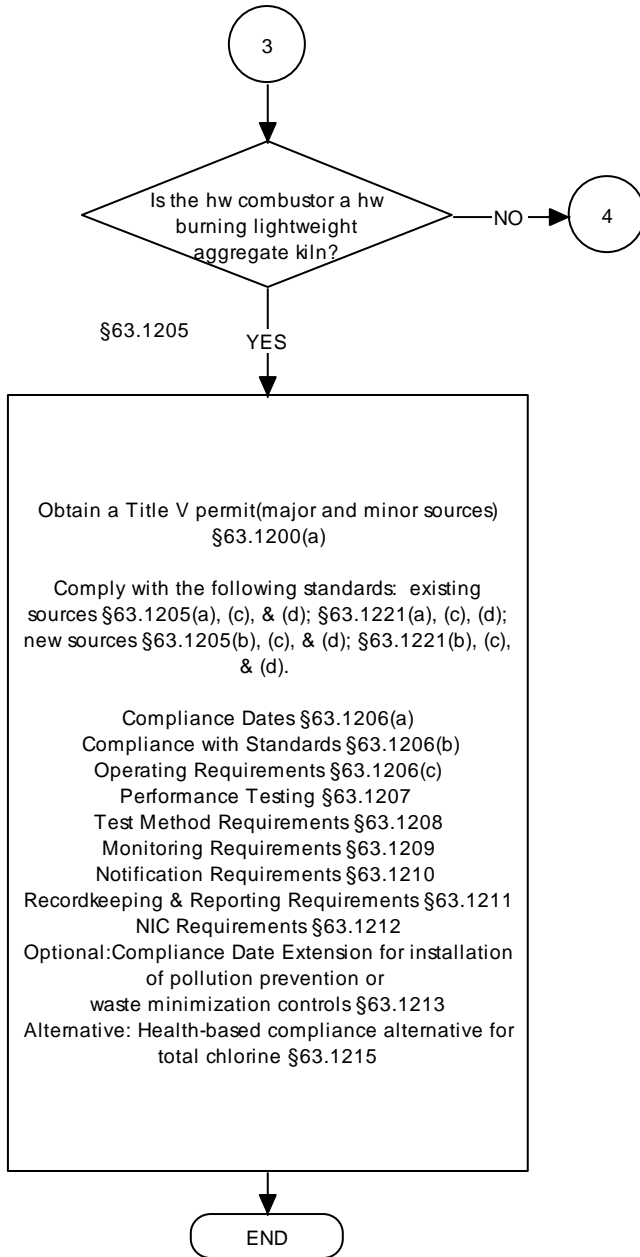 3
Is the hw combustor a hw
burning lightweight
aggregate kiln?
NO
4
§63.1205
YES
Obtain a Title V permit(major and minor sources)
§63.1200(a)
Comply with the following standards: existing
sources §63.1205(a), (c), & (d); §63.1221(a), (c), (d);
new sources §63.1205(b), (c), & (d); §63.1221(b), (c),
& (d).
Compliance Dates §63.1206(a)
Compliance with Standards §63.1206(b)
Operating Requirements §63.1206(c)
Performance Testing §63.1207
Test Method Requirements §63.1208
Monitoring Requirements §63.1209
Notification Requirements §63.1210
Recordkeeping & Reporting Requirements §63.1211
NIC Requirements §63.1212
Optional:Compliance Date Extension for installation
of pollution prevention or
waste minimization controls §63.1213
Alternative: Health-based compliance alternative for
total chlorine §63.1215
END